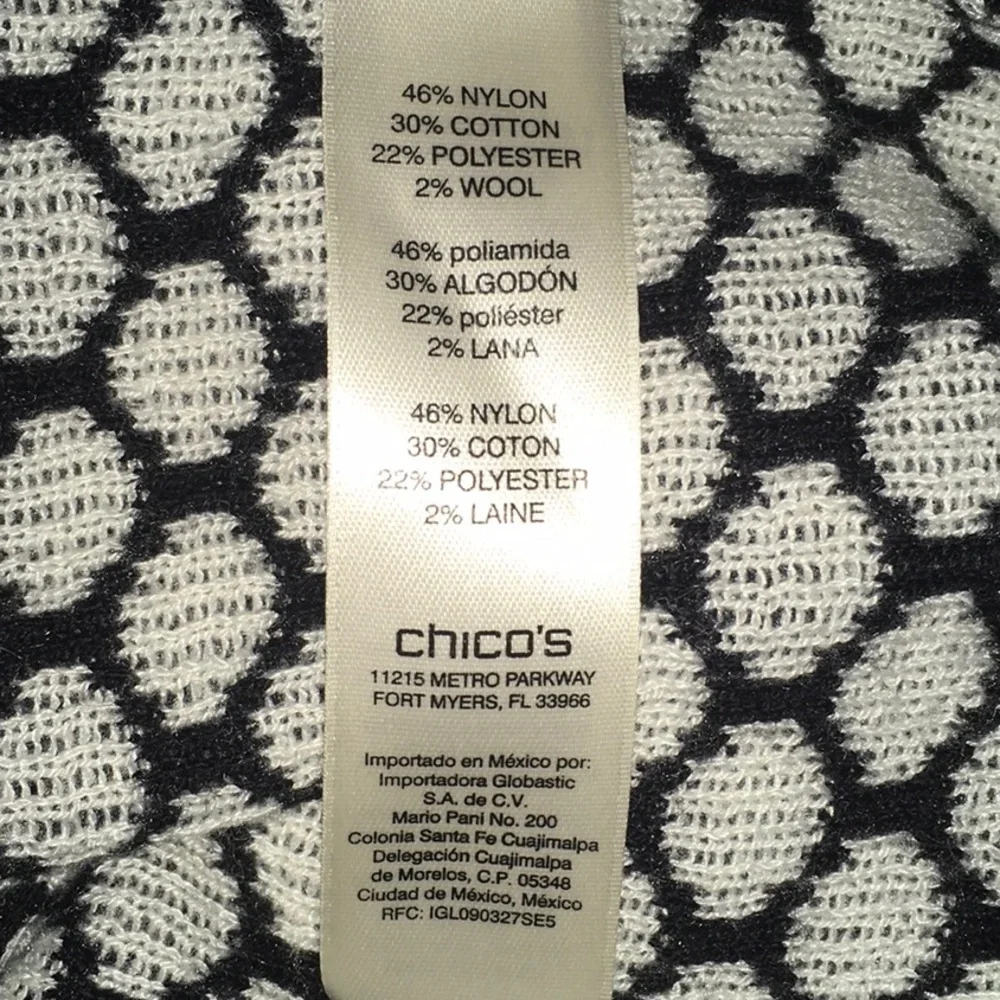 46% NYLON
30% COTTON
22% POLYESTER
2% WOOL
46% poliamida
30% ALGODÓN
22% poliéster
2% LANA
46% NYLON
30% COTON
22% POLYESTER
2% LAINE
chico's
11215 METRO PARKWAY
FORT MYERS, FL 33966
Importado en México por:
Importadora Globastic
S.A. de C.V.
Mario Pani No. 200
Colonia Santa Fe Cuajimalpa
Delegación Cuajimalpa
de Morelos, C.P. 05348
Ciudad de México, México
RFC: IGL090327SE5